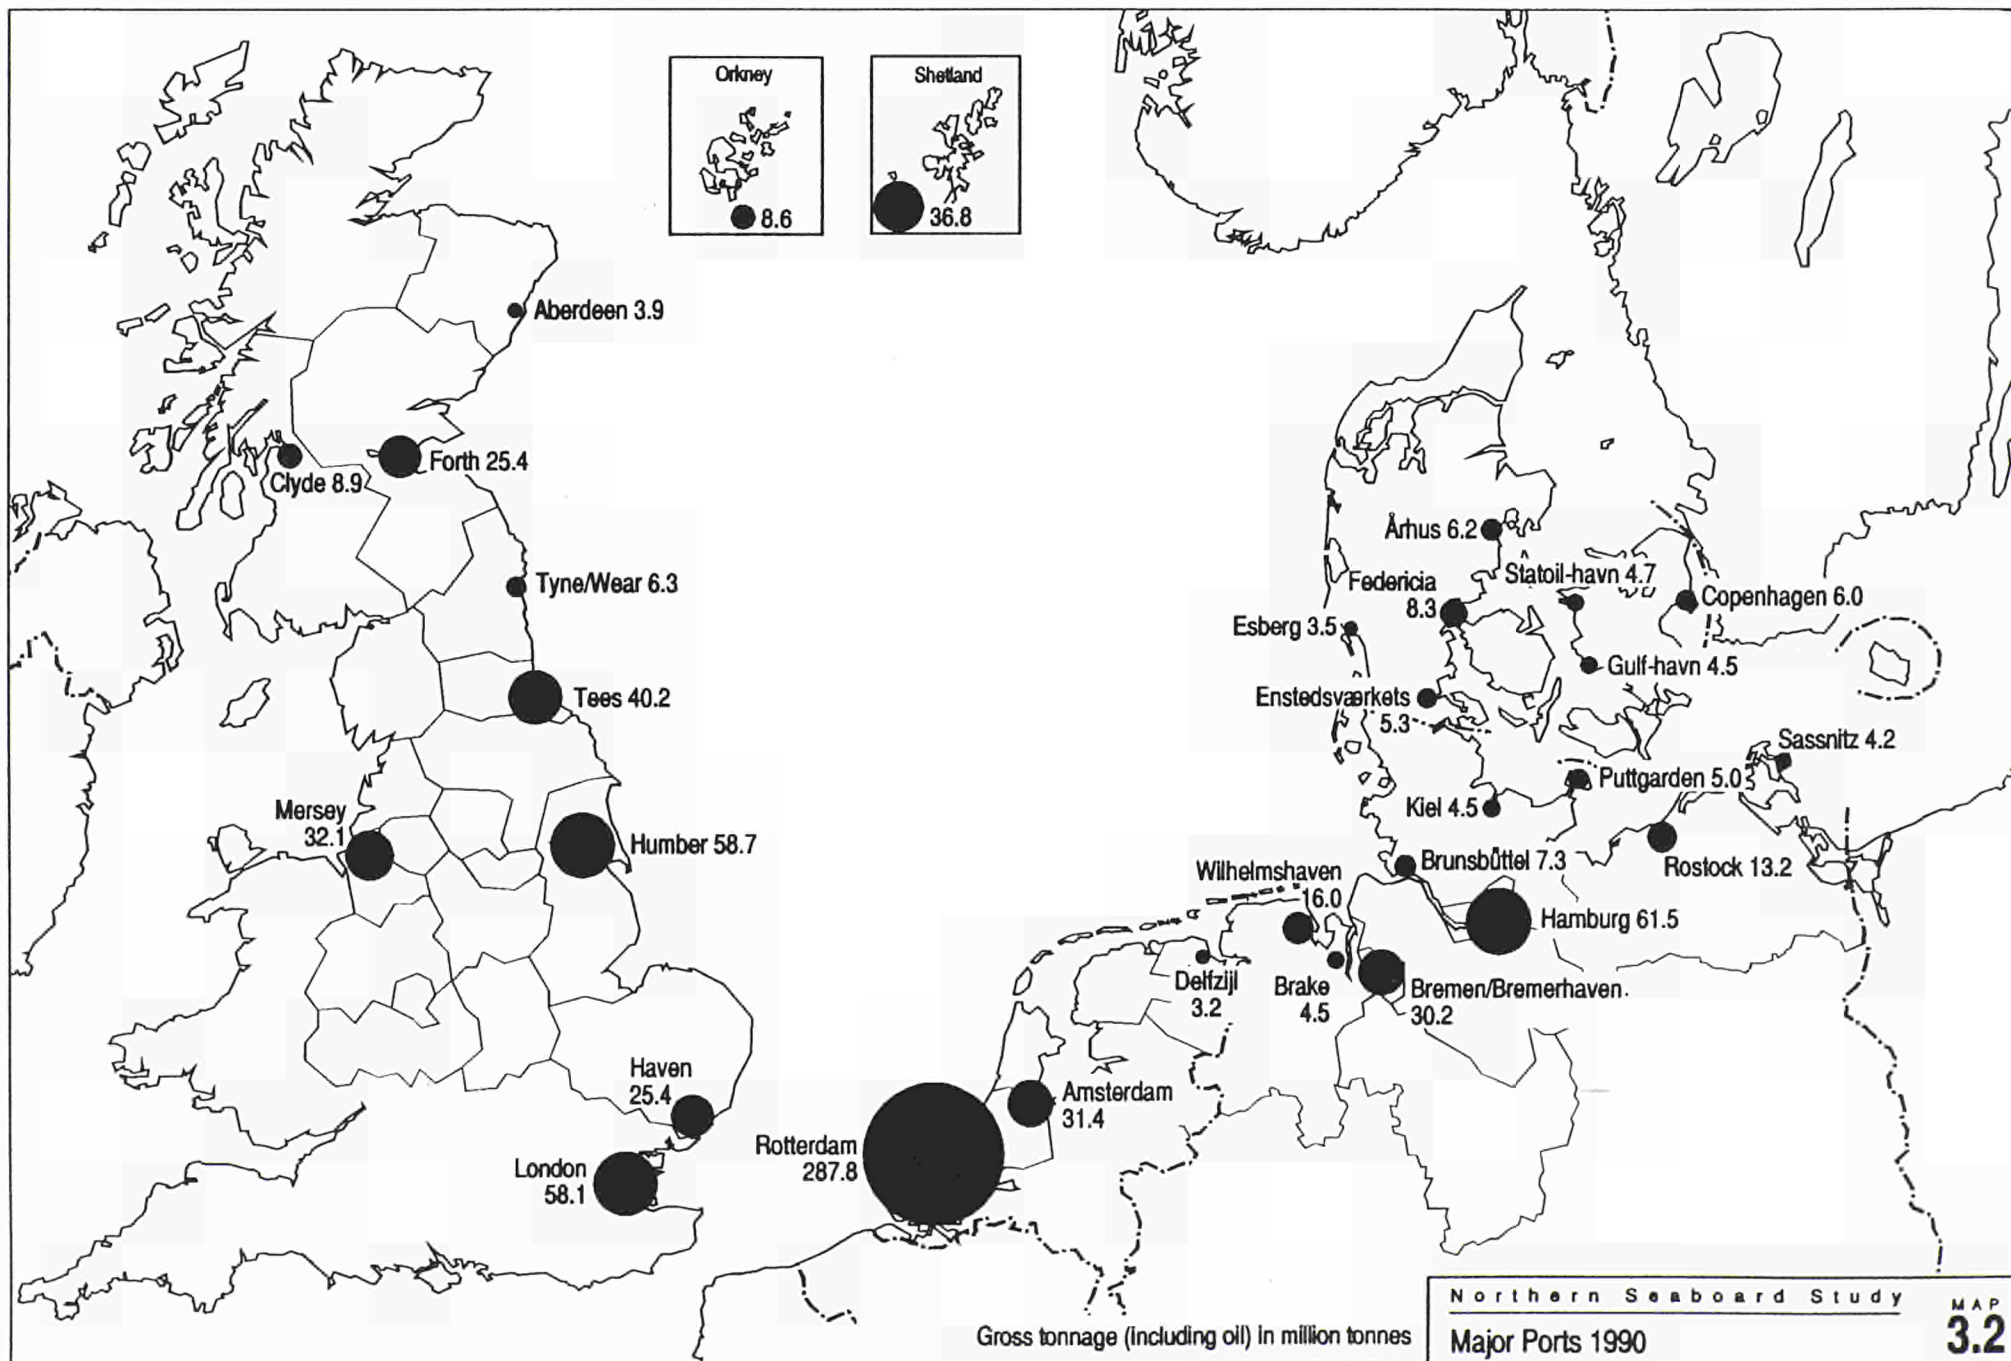 Orkney
8.6
Shetland
36.8
Aberdeen 3.9
Forth 25.4
Clyde 8.9
Tyne/Wear 6.3
Tees 40.2
Mersey
32.1
Humber 58.7
Haven
25.4
London
58.1
Rotterdam
287.8
Amsterdam
31.4
Delfzijl
3.2
Wilhelmshaven
16.0
Brake
4.5
Bremen/Bremerhaven
30.2
Hamburg 61.5
Brunsbüttel 7.3
Kiel 4.5
Puttgarden 5.0
Rostock 13.2
Sassnitz 4.2
Århus 6.2
Federicia
8.3
Statoil-havn 4.7
Copenhagen 6.0
Esberg 3.5
Gulf-havn 4.5
Enstedsværkets
5.3
Gross tonnage (including oil) in million tonnes
Northern Seaboard Study
Major Ports 1990
MAP
3.2